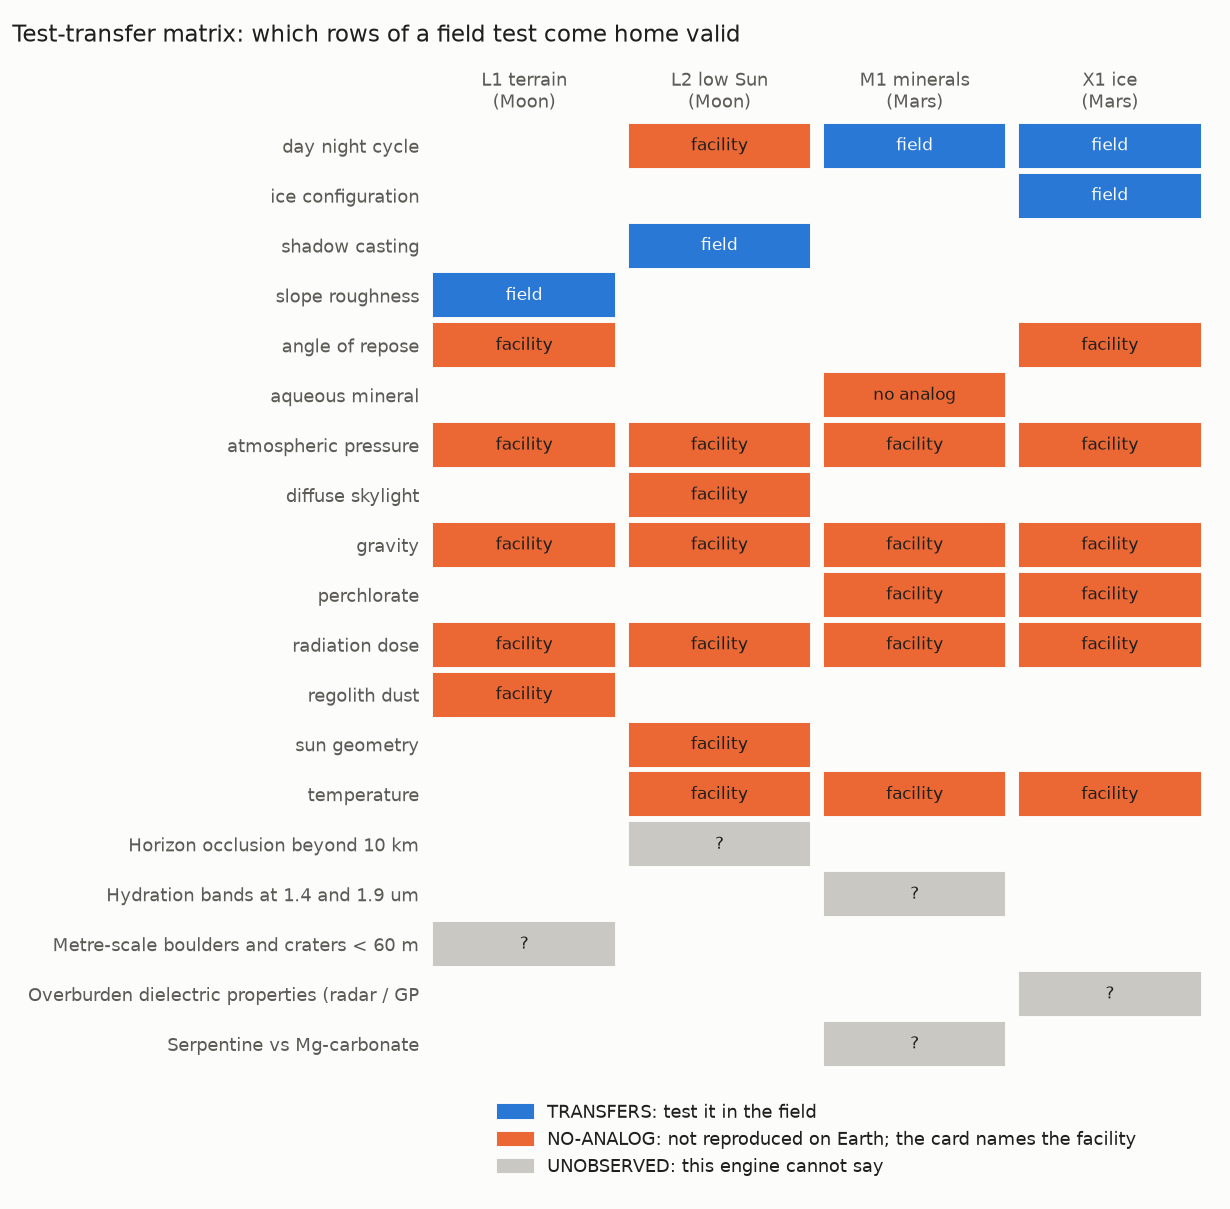 Test-transfer matrix: which rows of a field test come home valid
L1 terrain L2 low Sun M1 minerals X1 ice
(Moon) (Moon) (Mars) (Mars)
day night cycle facility field field
ice configuration field
shadow casting field
slope roughness field
angle of repose facility facility
aqueous mineral no analog
atmospheric pressure facility facility facility facility
diffuse skylight facility
gravity facility facility facility facility
perchlorate facility facility
radiation dose facility facility facility facility
regolith dust facility
sun geometry facility
temperature facility facility facility
Horizon occlusion beyond 10 km ?
Hydration bands at 1.4 and 1.9 um ?
Metre-scale boulders and craters < 60 m ?
Overburden dielectric properties (radar / GP ?
Serpentine vs Mg-carbonate ?
TRANSFERS: test it in the field
NO-ANALOG: not reproduced on Earth; the card names the facility
UNOBSERVED: this engine cannot say